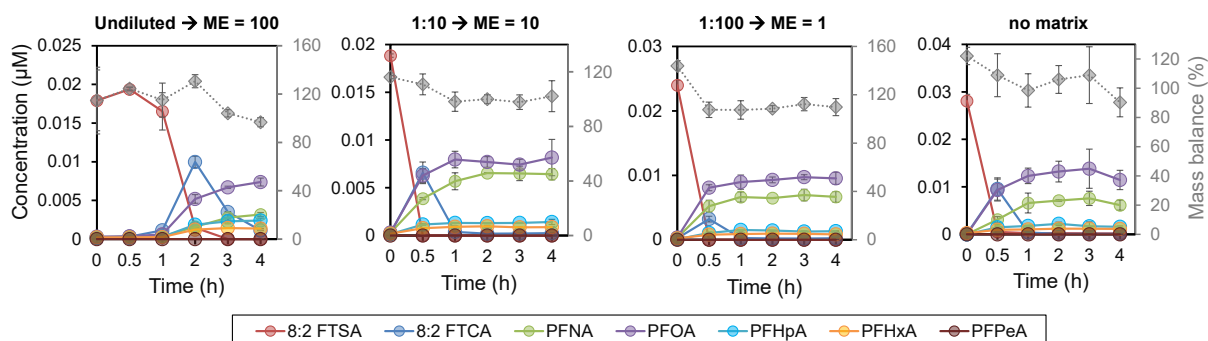 Undiluted → ME = 100
1:10 → ME = 10
1:100 → ME = 1
no matrix
Concentration (µM)
0.025
0.02
0.015
0.01
0.005
0
160
120
80
40
0
0 0.5 1 2 3 4
Time (h)
0.02
0.015
0.01
0.005
0
120
80
40
0
0 0.5 1 2 3 4
Time (h)
0.03
0.02
0.01
0
160
120
80
40
0
0 0.5 1 2 3 4
Time (h)
0.04
0.03
0.02
0.01
0
120
100
80
60
40
20
0
0 0.5 1 2 3 4
Time (h)
Mass balance (%)
8:2 FTSA 8:2 FTCA PFNA PFOA PFHpA PFHxA PFPeA